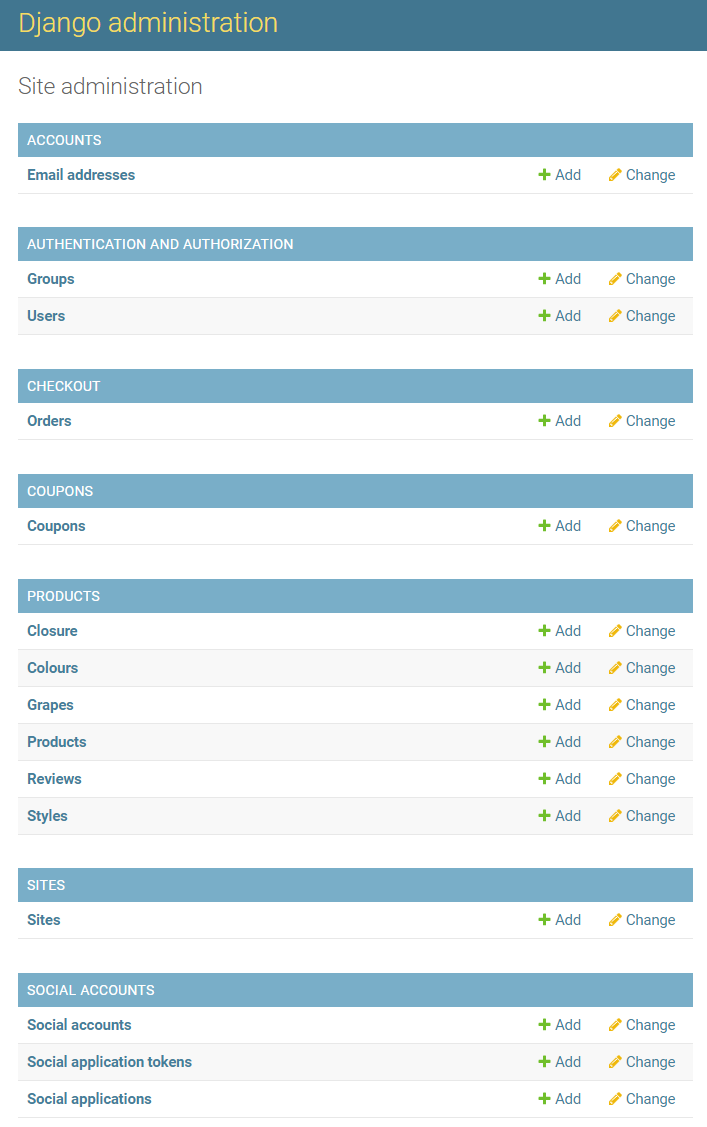 Django administration
Site administration
ACCOUNTS
Email addresses Add Change
AUTHENTICATION AND AUTHORIZATION
Groups Add Change
Users Add Change
CHECKOUT
Orders Add Change
COUPONS
Coupons Add Change
PRODUCTS
Closure Add Change
Colours Add Change
Grapes Add Change
Products Add Change
Reviews Add Change
Styles Add Change
SITES
Sites Add Change
SOCIAL ACCOUNTS
Social accounts Add Change
Social application tokens Add Change
Social applications Add Change